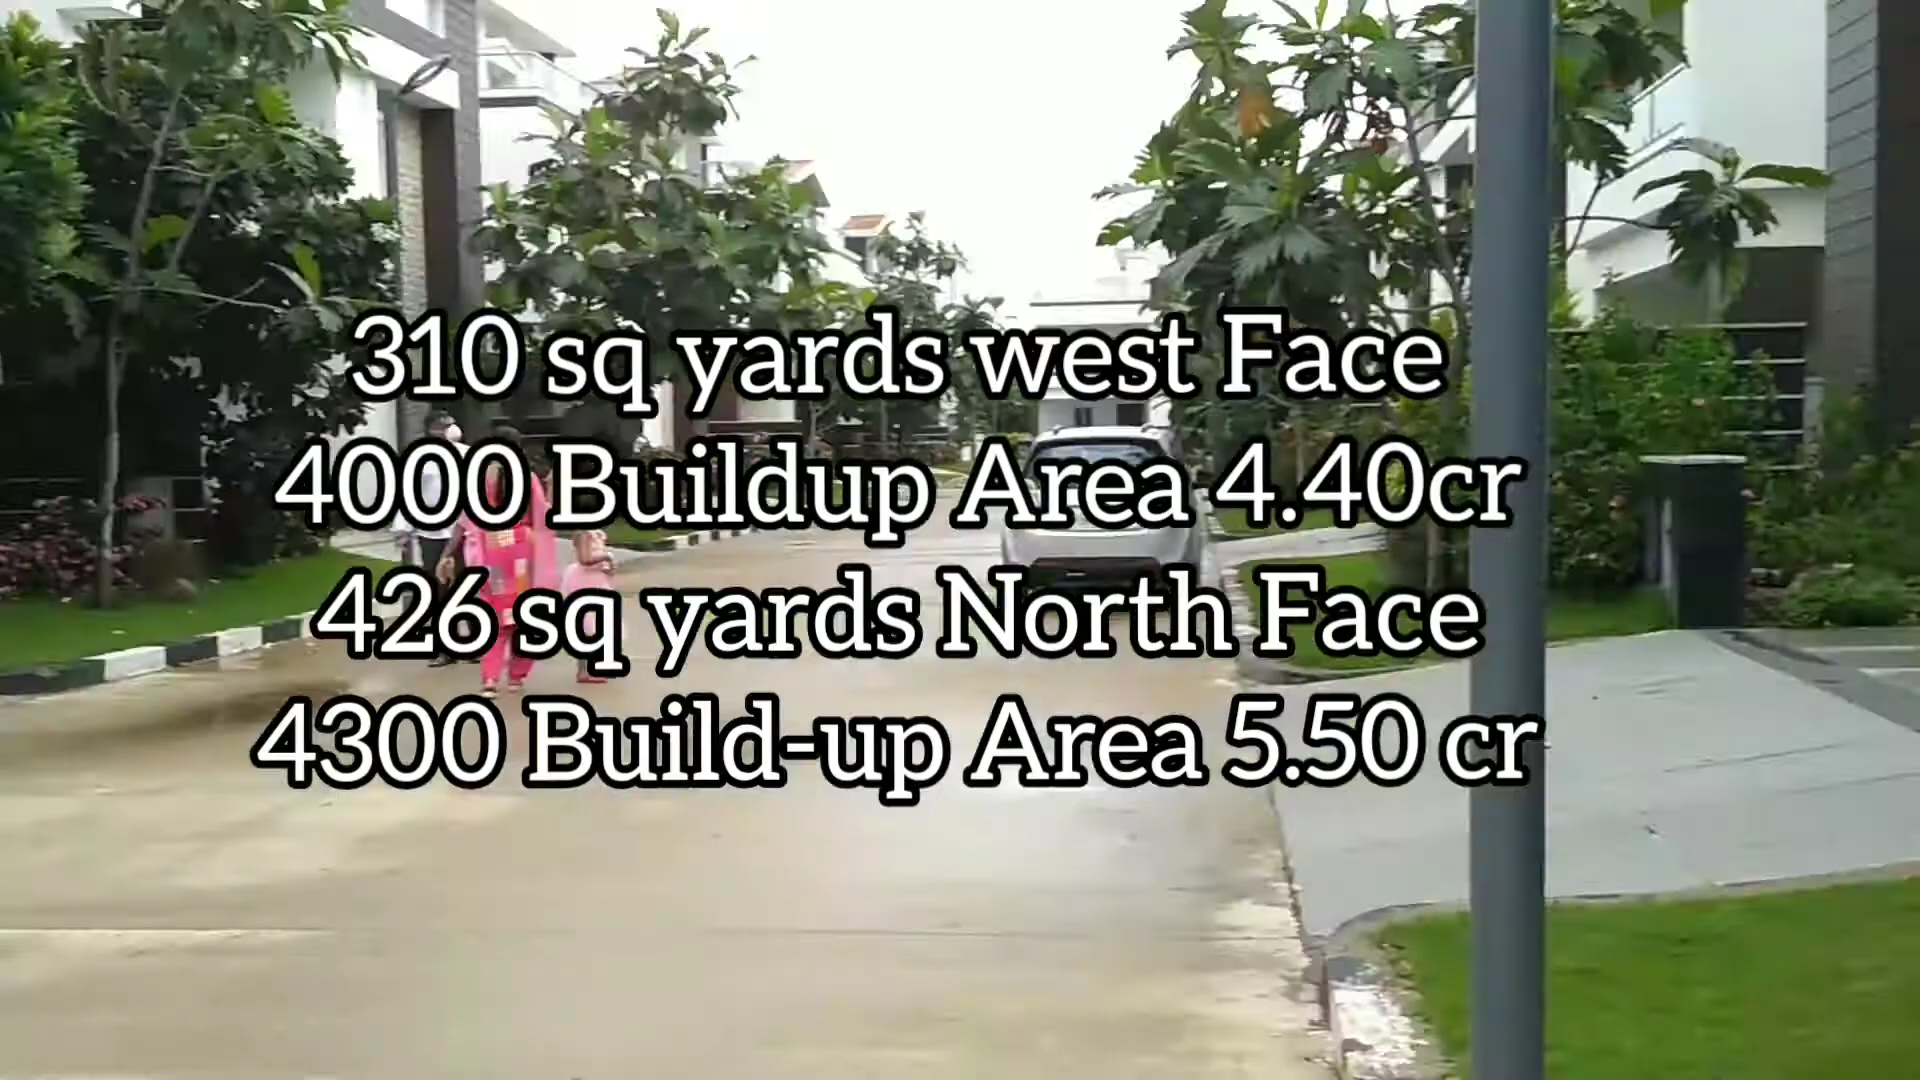 310 sq yards west Face
4000 Buildup Area 4.40cr
426 sq yards North Face
4300 Build-up Area 5.50 cr